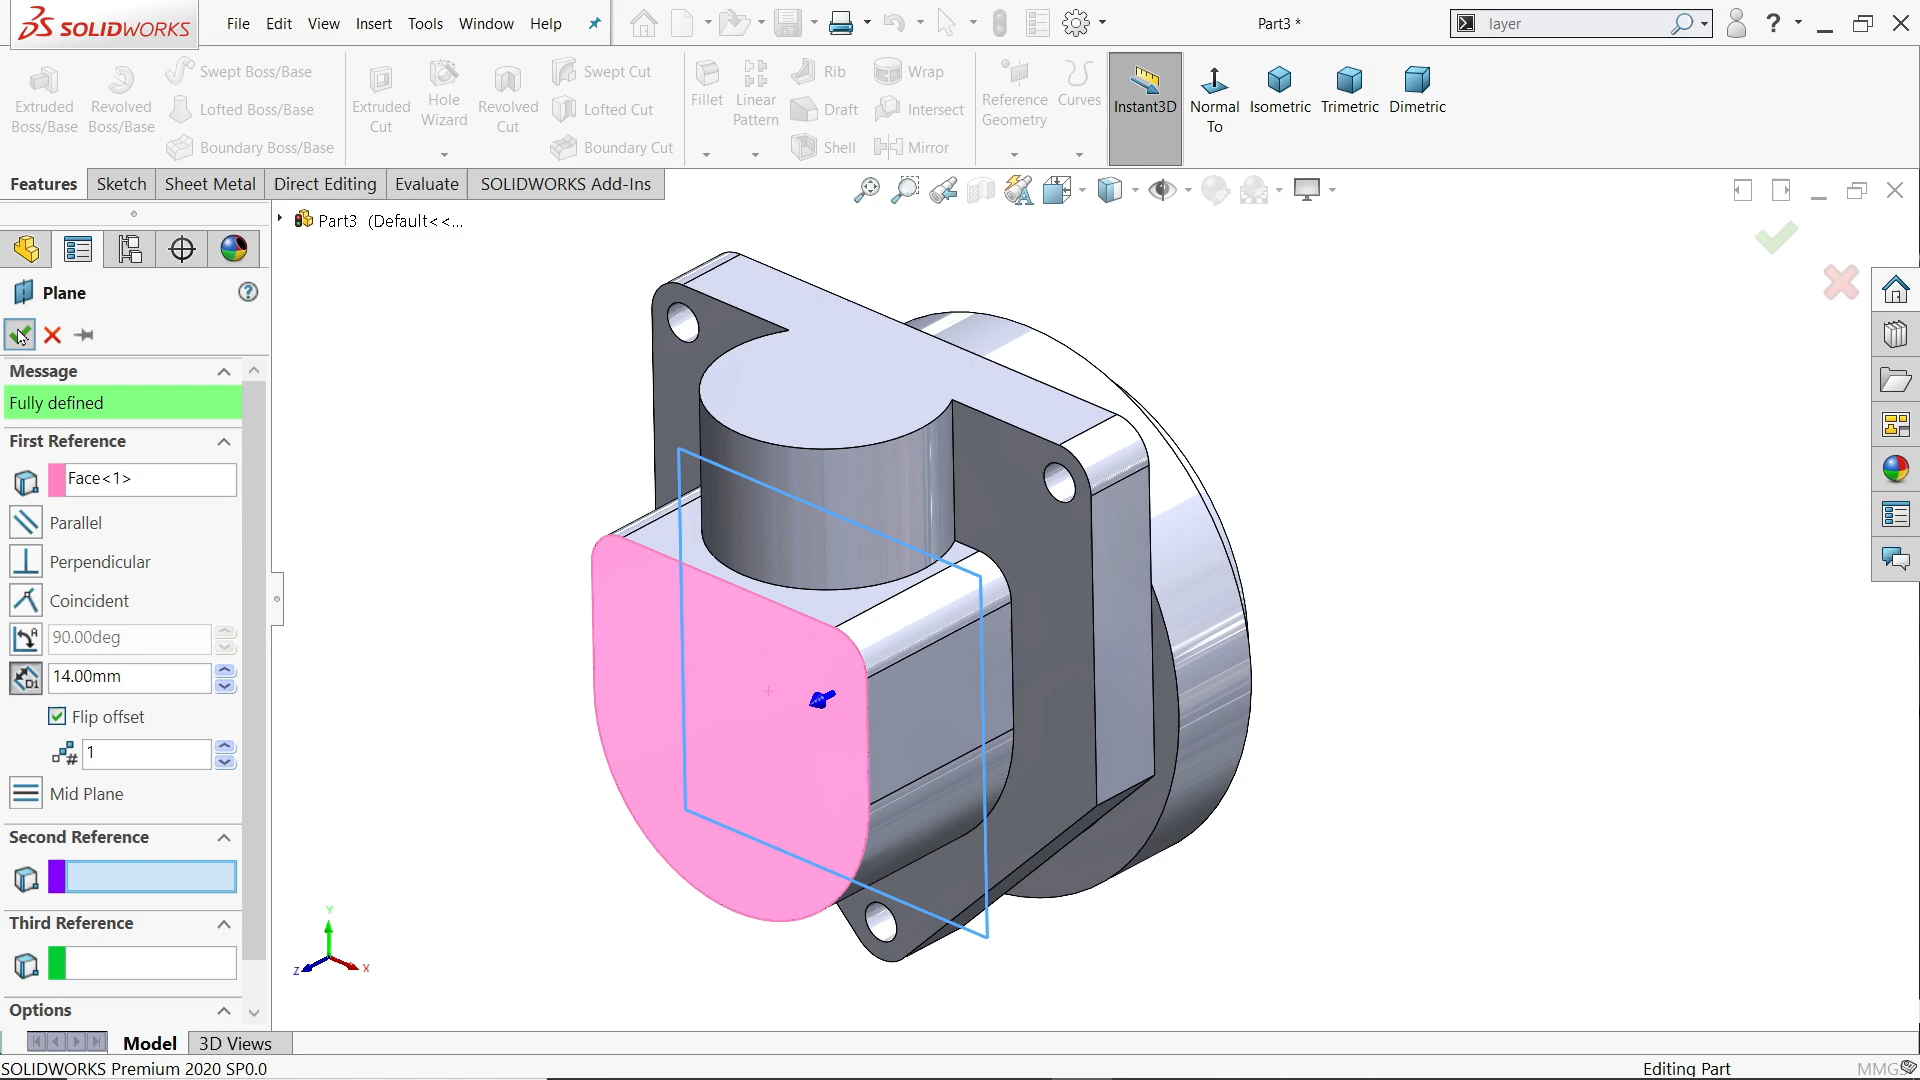 SOLIDWORKS File Edit View Insert Tools Window Help Part3 * layer ?
Extruded Boss/Base
Revolved Boss/Base
Swept Boss/Base
Lofted Boss/Base
Boundary Boss/Base
Extruded Cut
Hole Wizard
Revolved Cut
Swept Cut
Lofted Cut
Boundary Cut
Fillet
Linear Pattern
Rib
Draft
Shell
Wrap
Intersect
Mirror
Reference Geometry
Curves
Instant3D
Normal To
Isometric
Trimetric
Dimetric
Features Sketch Sheet Metal Direct Editing Evaluate SOLIDWORKS Add-Ins
Part3 (Default<<...
Plane
Message
Fully defined
First Reference
Face<1>
Parallel
Perpendicular
Coincident
90.00deg
14.00mm
Flip offset
1
Mid Plane
Second Reference
Third Reference
Options
Y
Z
X
Model 3D Views
SOLIDWORKS Premium 2020 SP0.0 Editing Part MMGS